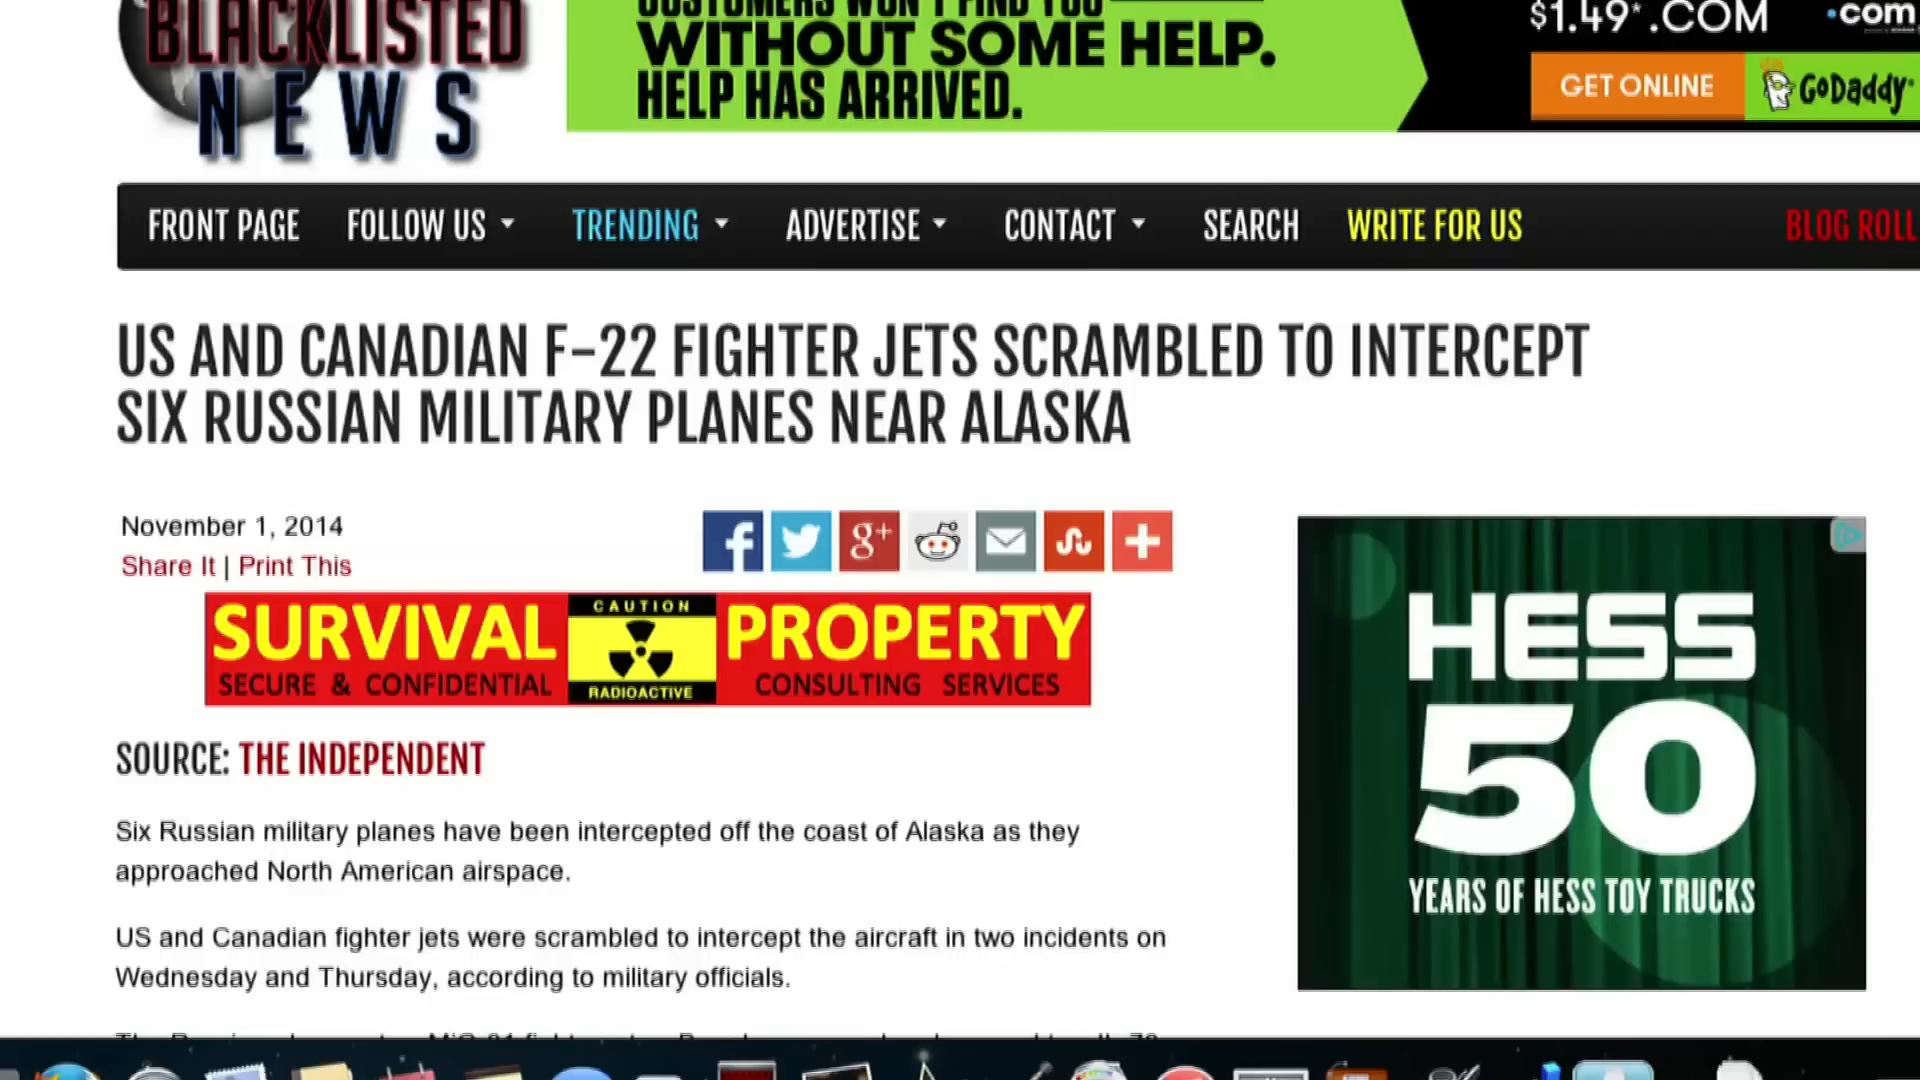 BLACKLISTED
NEWS
CUSTOMERS WON'T FIND YOU
WITHOUT SOME HELP.
HELP HAS ARRIVED.
$1.49* .COM
.com
GET ONLINE
GoDaddy
FRONT PAGE FOLLOW US TRENDING ADVERTISE CONTACT SEARCH WRITE FOR US BLOG ROLL
US AND CANADIAN F-22 FIGHTER JETS SCRAMBLED TO INTERCEPT
SIX RUSSIAN MILITARY PLANES NEAR ALASKA
November 1, 2014
Share It | Print This
SURVIVAL
SECURE & CONFIDENTIAL
CAUTION
RADIOACTIVE
PROPERTY
CONSULTING SERVICES
HESS
50
YEARS OF HESS TOY TRUCKS
SOURCE: THE INDEPENDENT
Six Russian military planes have been intercepted off the coast of Alaska as they
approached North American airspace.
US and Canadian fighter jets were scrambled to intercept the aircraft in two incidents on
Wednesday and Thursday, according to military officials.